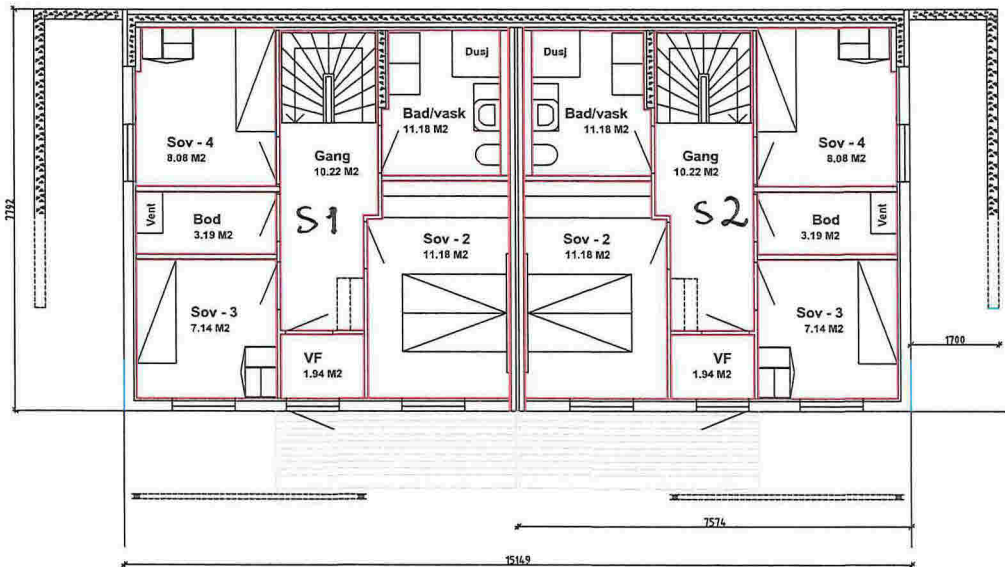 Dusj
Dusj
Bad/vask
11.18 M2
Bad/vask
11.18 M2
Sov - 4
8.08 M2
Gang
10.22 M2
Gang
10.22 M2
Sov - 4
8.08 M2
7792
Vent
Bod
3.19 M2
S1
S2
Bod
3.19 M2
Vent
Sov - 2
11.18 M2
Sov - 2
11.18 M2
Sov - 3
7.14 M2
Sov - 3
7.14 M2
1700
VF
1.94 M2
VF
1.94 M2
7574
15149